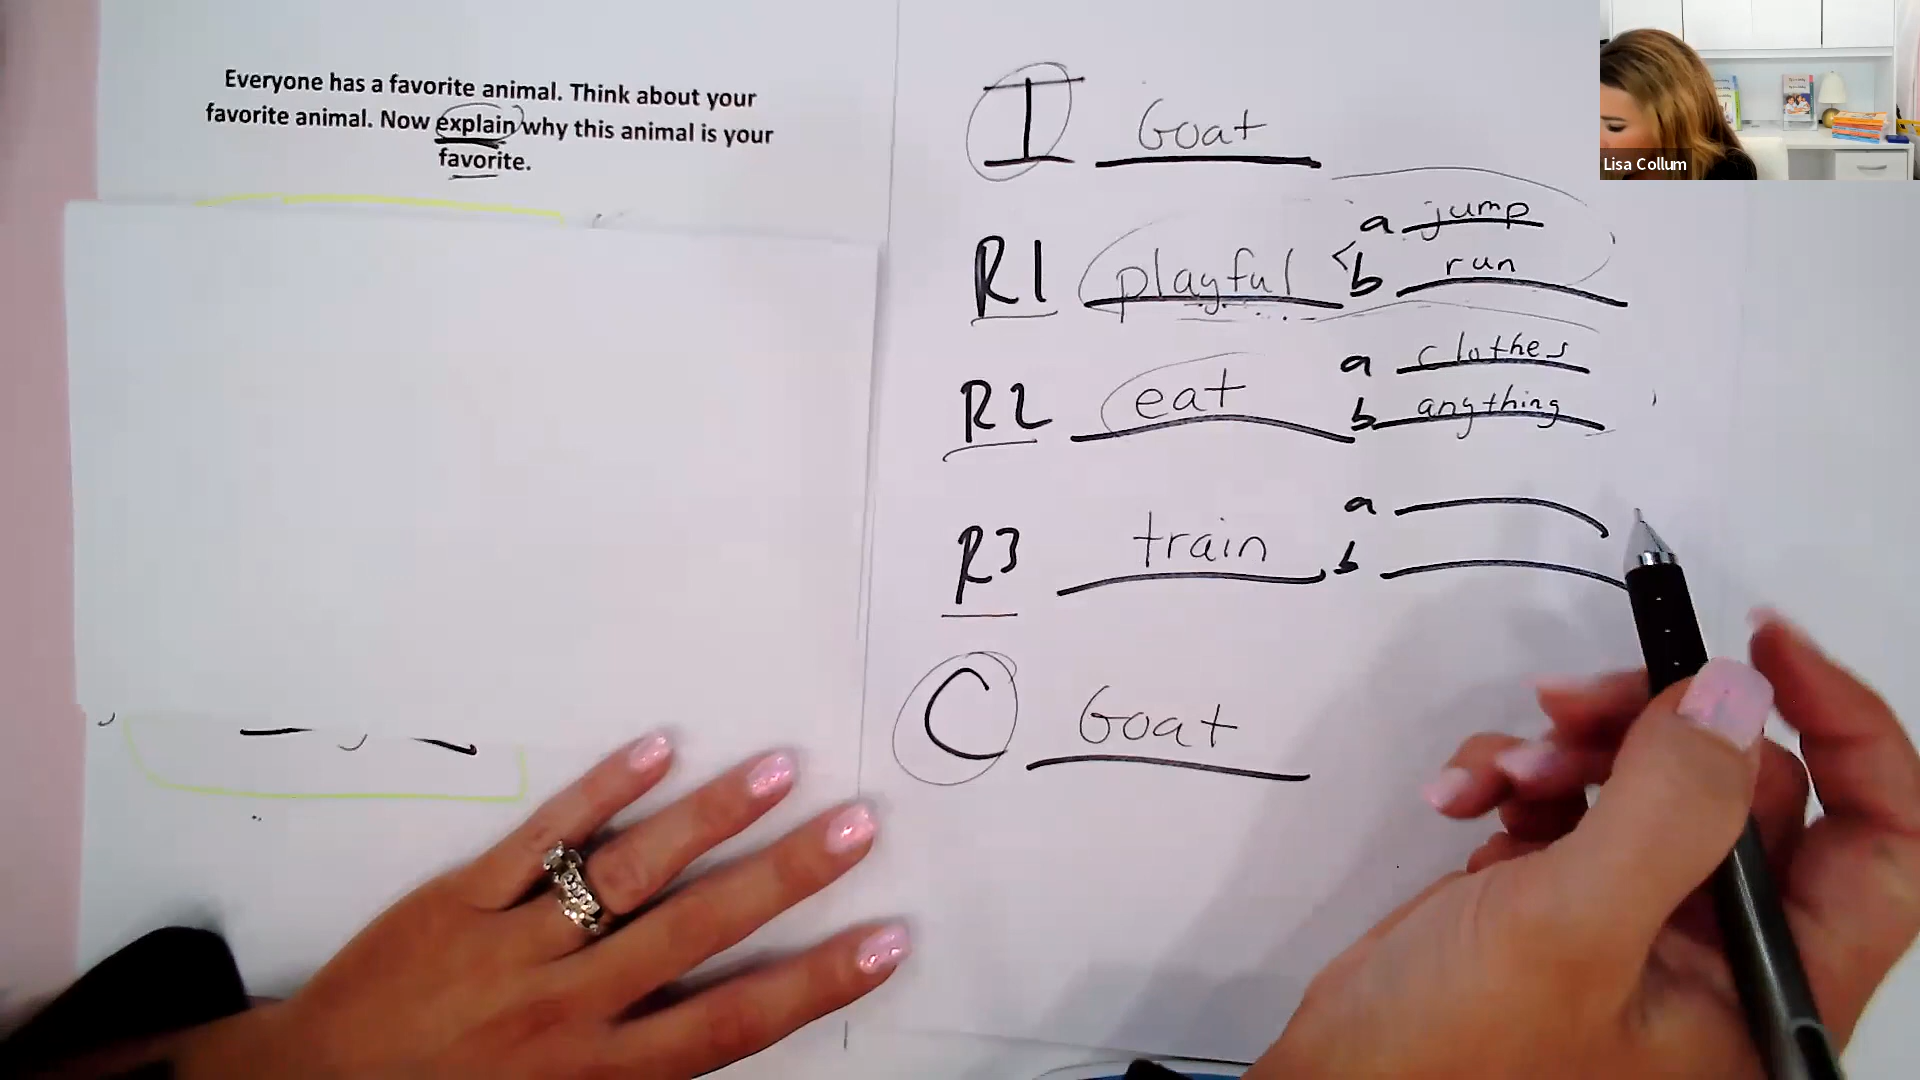 Everyone has a favorite animal. Think about your
favorite animal. Now explain why this animal is your
favorite.
I Goat
R1 playful
a jump
b run
R2 eat
a clothes
b anything
R3 train
a
b
C Goat
Lisa Collum